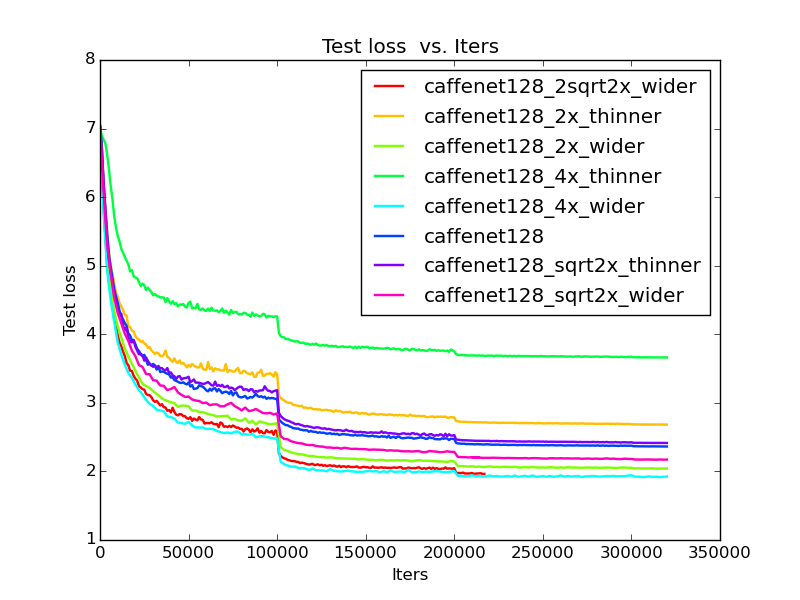 Test loss  vs. Iters
8
7
6
5
4
3
2
1
Test loss
caffenet128_2sqrt2x_wider
caffenet128_2x_thinner
caffenet128_2x_wider
caffenet128_4x_thinner
caffenet128_4x_wider
caffenet128
caffenet128_sqrt2x_thinner
caffenet128_sqrt2x_wider
0 50000 100000 150000 200000 250000 300000 350000
Iters